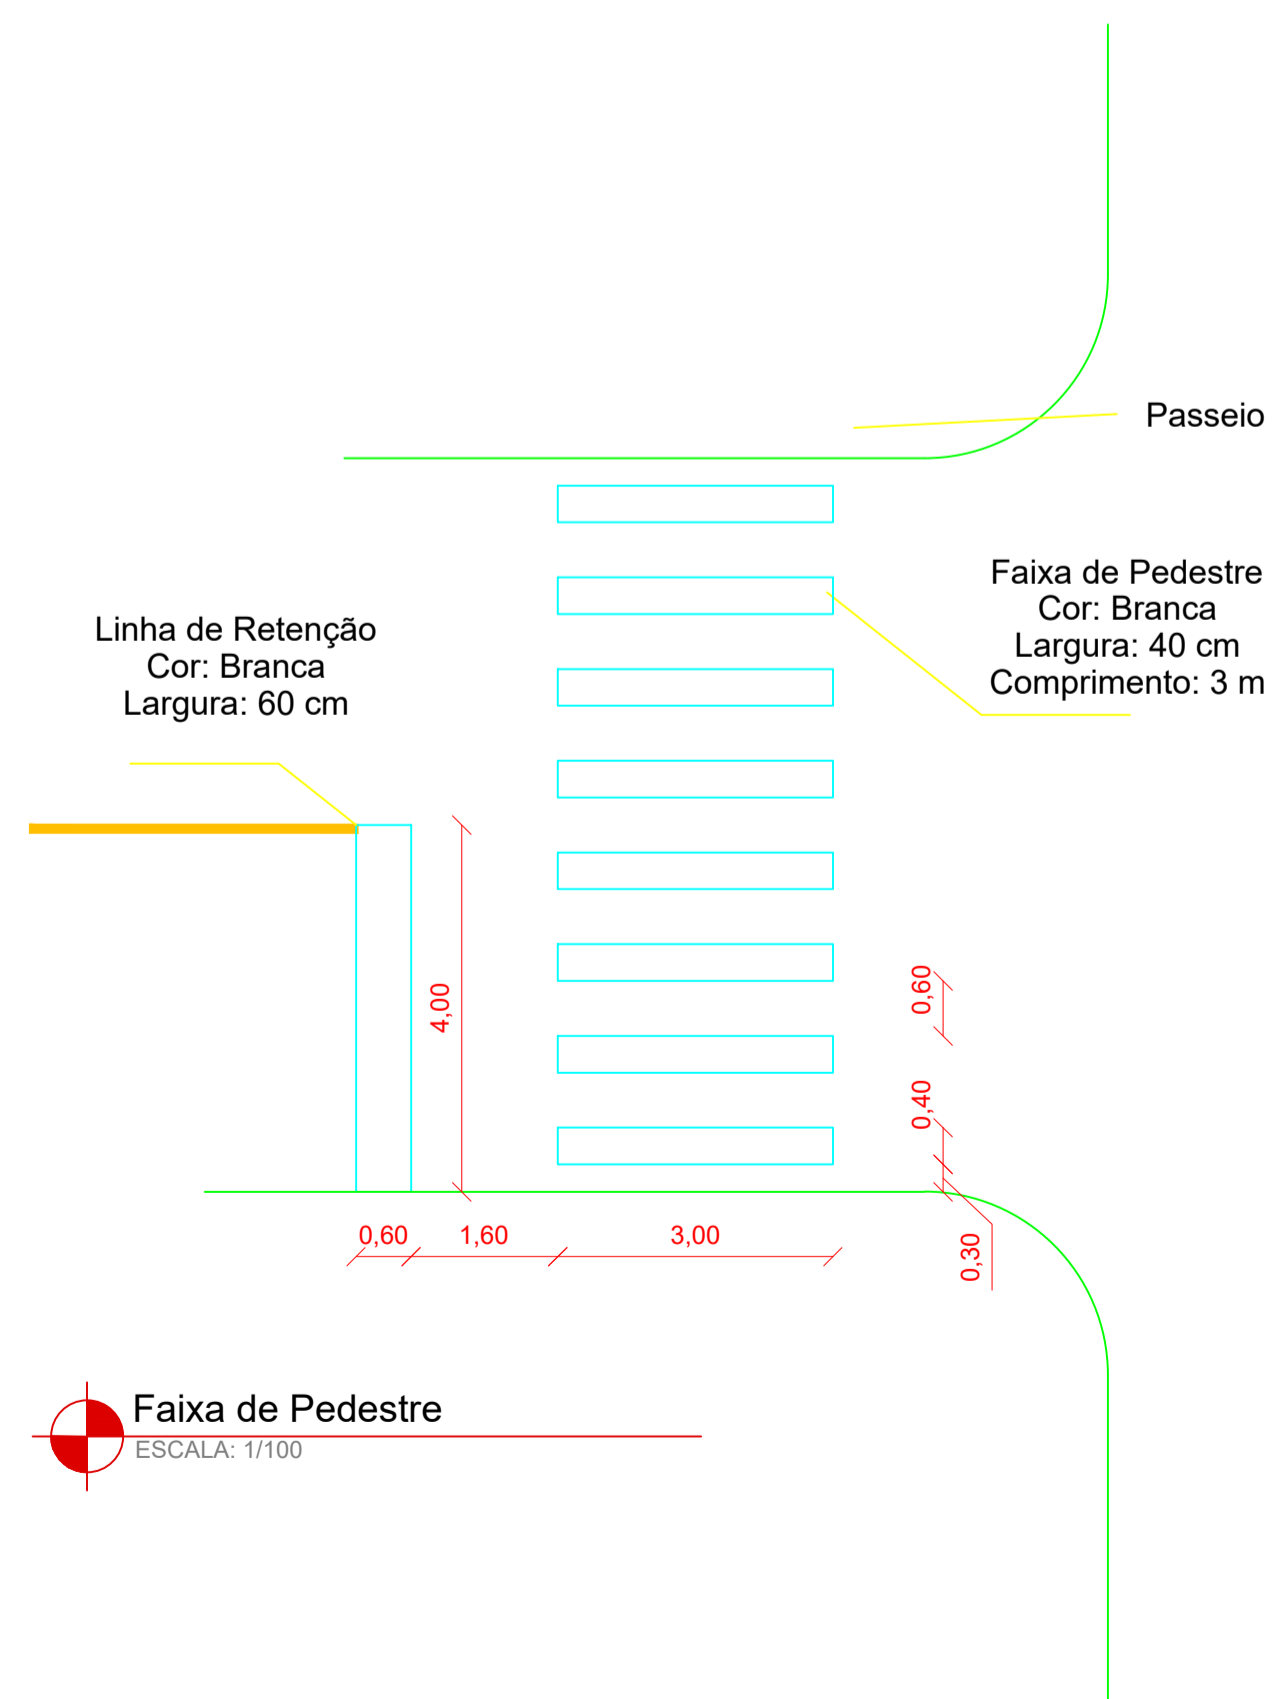 Passeio
Faixa de Pedestre
Cor: Branca
Largura: 40 cm
Comprimento: 3 m
Linha de Retenção
Cor: Branca
Largura: 60 cm
4,00
0,60
0,40
0,30
0,60
1,60
3,00
Faixa de Pedestre
ESCALA: 1/100